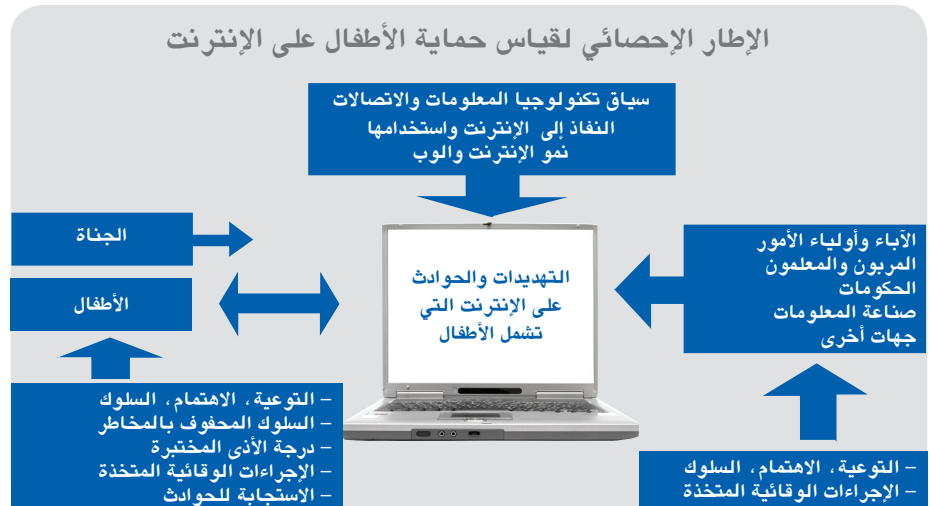 الإطار الإحصائي لقياس حماية الأطفال على الإنترنت
سياق تكنولوجيا المعلومات والاتصالات
النفاذ إلى الإنترنت واستخدامها
نمو الإنترنت والوب
الآباء وأولياء الأمور
المربون والمعلمون
الحكومات
صناعة المعلومات
جهات أخرى
التهديدات والحوادث
على الإنترنت التي
تشمل الأطفال
الجناة
الأطفال
– التوعية، الاهتمام، السلوك
– الإجراءات الوقائية المتخذة
– التوعية، الاهتمام، السلوك
– السلوك المحفوف بالمخاطر
– درجة الأذى المختبرة
– الإجراءات الوقائية المتخذة
– الاستجابة للحوادث